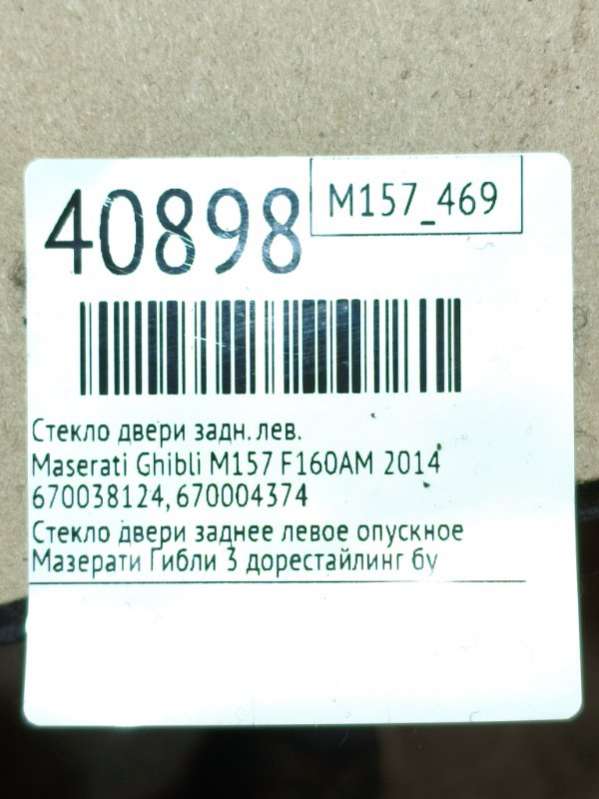 40898
M157_469
Стекло двери задн. лев.
Maserati Ghibli M157 F160AM 2014
670038124, 670004374
Стекло двери заднее левое опускное
Мазерати Гибли 3 дорестайлинг бу